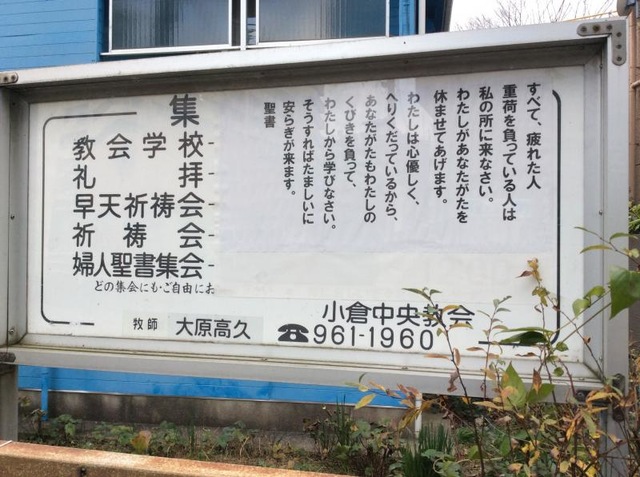 すべて、疲れた人
重荷を負っている人は
私の所に来なさい。
わたしがあなたがたを
休ませてあげます。
わたしは心優しく、
へりくだっているから、
あなたがたもわたしの
くびきを負って、
わたしから学びなさい。
そうすればたましいに
安らぎが来ます。
聖書
集
教会学校-
礼拝-
早天祈祷会-
祈祷会-
婦人聖書集会-
どの集会にも・ご自由にお
牧師 大原高久
小倉中央教会
☎961-1960